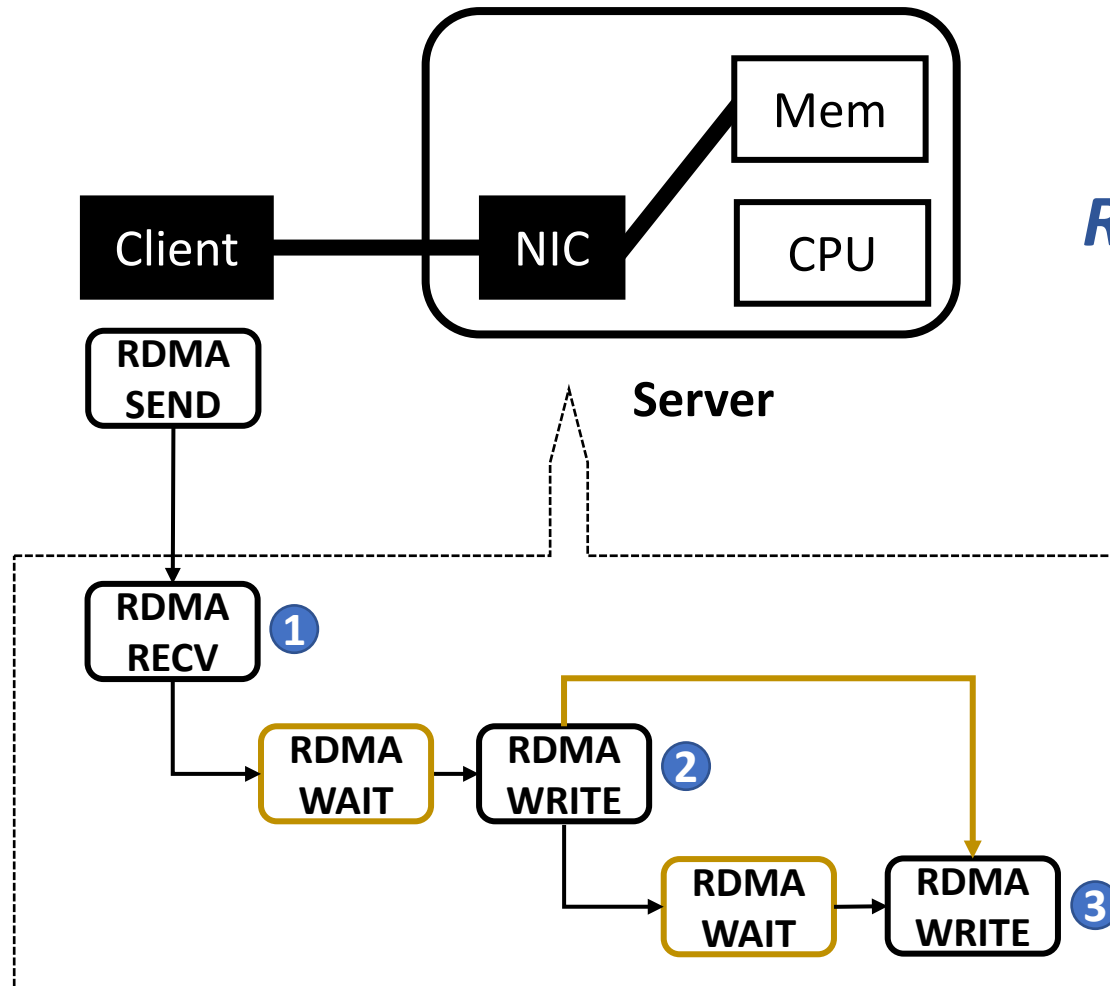 Mem
Client
NIC
CPU
R
RDMA
SEND
Server
RDMA
RECV
1
RDMA
WAIT
RDMA
WRITE
2
RDMA
WAIT
RDMA
WRITE
3